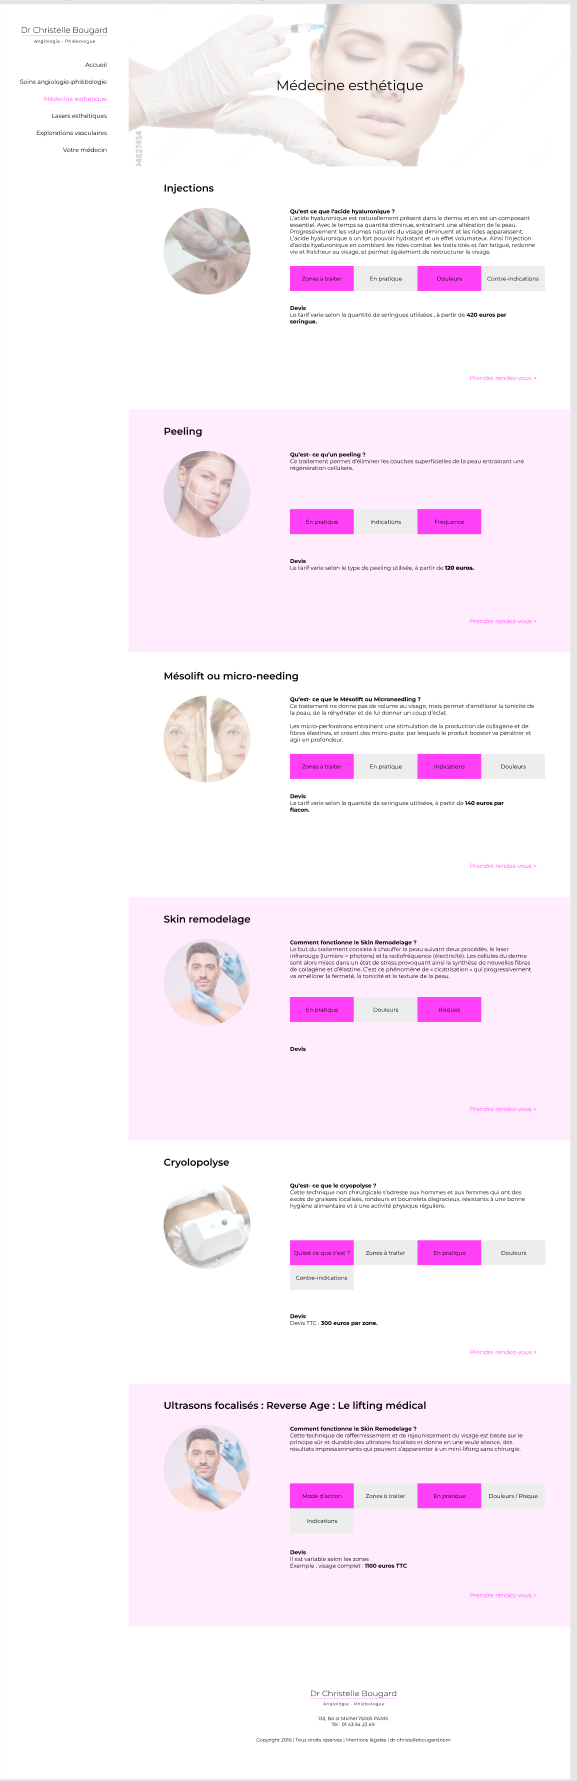 Dr Christelle Bougard
Angiologie - Phlébologue
Accueil
Soins angiologie-phlébologie
Médecine esthétique
Lasers esthétiques
Explorations vasculaires
Votre médecin
Médecine esthétique
Injections
Qu'est ce que l'acide hyaluronique ?
Ce traitement est naturellement présent dans le derme et en est un composant
essentiel. Avec le temps sa quantité diminue, entraînant une altération de la peau.
Progressivement les volumes naturels du visage diminuent et les rides apparaissent.
L'acide hyaluronique a un fort pouvoir hydratant et un effet volumateur. Ainsi l'injection
d'acide hyaluronique en comblant les rides combat les traits tirés et l'air fatigué, redonne
vie et fraîcheur au visage, et permet également de restructurer le visage.
Zones à traiter
En pratique
Douleurs
Contre-indications
Devis
Le tarif varie selon la quantité de seringues utilisées , à partir de 420 euros par
seringue.
Prendre rendez-vous >
Peeling
Qu'est- ce qu'un peeling ?
Ce traitement permet d'éliminer les couches superficielles de la peau entrainant une
régénération cellulaire.
En pratique
Indications
Fréquence
Devis
Le tarif varie selon le type de peeling utilisée, à partir de 120 euros.
Prendre rendez-vous >
Mésolift ou micro-needing
Qu'est- ce que le Mésolift ou Microneedling ?
Ce traitement ne donne pas de volume au visage, mais permet d'améliorer la tonicité de
la peau, de la réhydrater et de lui donner un coup d'éclat.
Les micro-perforations entraînent une stimulation de la production de collagène et de
fibres élastines, et créent des micro-puits par lesquels le produit booster va pénétrer et
agir en profondeur.
Zones à traiter
En pratique
Indications
Douleurs
Devis
Le tarif varie selon la quantité de seringues utilisées, à partir de 140 euros par
flacon.
Prendre rendez-vous >
Skin remodelage
Comment fonctionne le Skin Remodelage ?
Le but du traitement consiste à chauffer la peau suivant deux procédés, le laser
infrarouge (lumière = photons) et la radiofréquence (électricité). Les cellules du derme
sont alors mises dans un état de stress provoquant ainsi la synthèse de nouvelles fibres
de collagène et d'élastine. C'est ce phénomène de « cicatrisation » qui progressivement
va améliorer la fermeté, la tonicité et la texture de la peau.
En pratique
Douleurs
Risques
Devis
Prendre rendez-vous >
Cryolopolyse
Qu'est- ce que le cryopolyse ?
Cette technique non chirurgicale s'adresse aux hommes et aux femmes qui ont des
excès de graisses localisés, rondeurs et bourrelets disgracieux, résistants à une bonne
hygiène alimentaire et à une activité physique régulière.
Qu'est ce que c'est ?
Zones à traiter
En pratique
Douleurs
Contre-indications
Devis
Devis TTC : 300 euros par zone.
Prendre rendez-vous >
Ultrasons focalisés : Reverse Age : Le lifting médical
Comment fonctionne le Skin Remodelage ?
Cette technique de raffermissement et de rajeunissement du visage est basée sur le
principe sûr et durable des ultrasons focalisés et donne en une seule séance, des
résultats impressionnants qui peuvent s'apparenter à un mini-lifting sans chirurgie.
Mode d'action
Zones à traiter
En pratique
Douleurs / Risque
Indications
Devis
Il est variable selon les zones
Exemple : visage complet : 1100 euros TTC
Prendre rendez-vous >
Dr Christelle Bougard
Angiologie - Phlébologue
133, Bd st Michel 75005 PARIS
Tél : 01 43 54 23 49
Copyright 2016 | Tous droits réservés | Mentions légales | dr-christellebougard.com